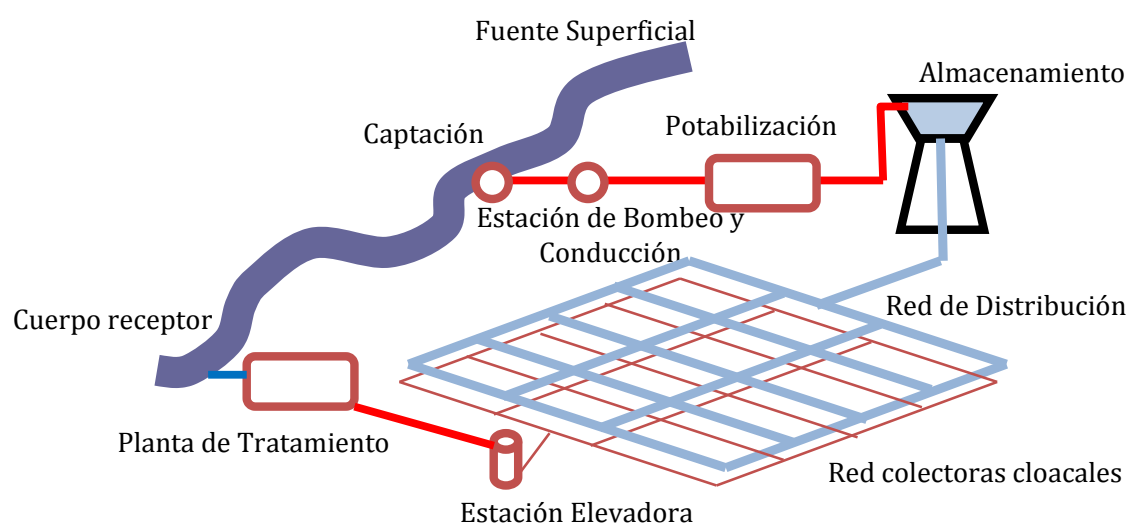 Fuente Superficial
Almacenamiento
Captación
Potabilización
Estación de Bombeo y
Conducción
Cuerpo receptor
Red de Distribución
Planta de Tratamiento
Red colectoras cloacales
Estación Elevadora